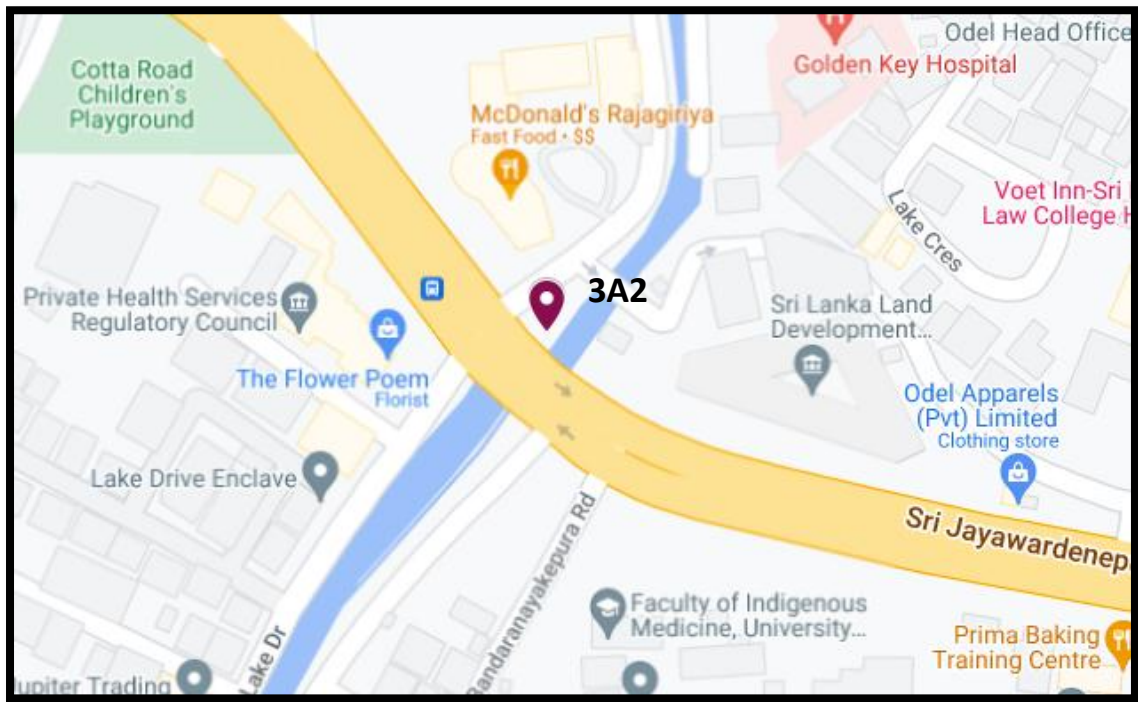 Odel Head Office
Golden Key Hospital
Cotta Road
Children's
Playground
McDonald's Rajagiriya
Fast Food · $$
Voet Inn-Sri
Law College H
Lake Cres
3A2
Private Health Services
Regulatory Council
Sri Lanka Land
Development...
The Flower Poem
Florist
Odel Apparels
(Pvt) Limited
Clothing store
Lake Drive Enclave
Sri Jayawardenep
Bandaranayakepura Rd
Faculty of Indigenous
Medicine, University...
Prima Baking
Training Centre
Lake Dr
Jupiter Trading